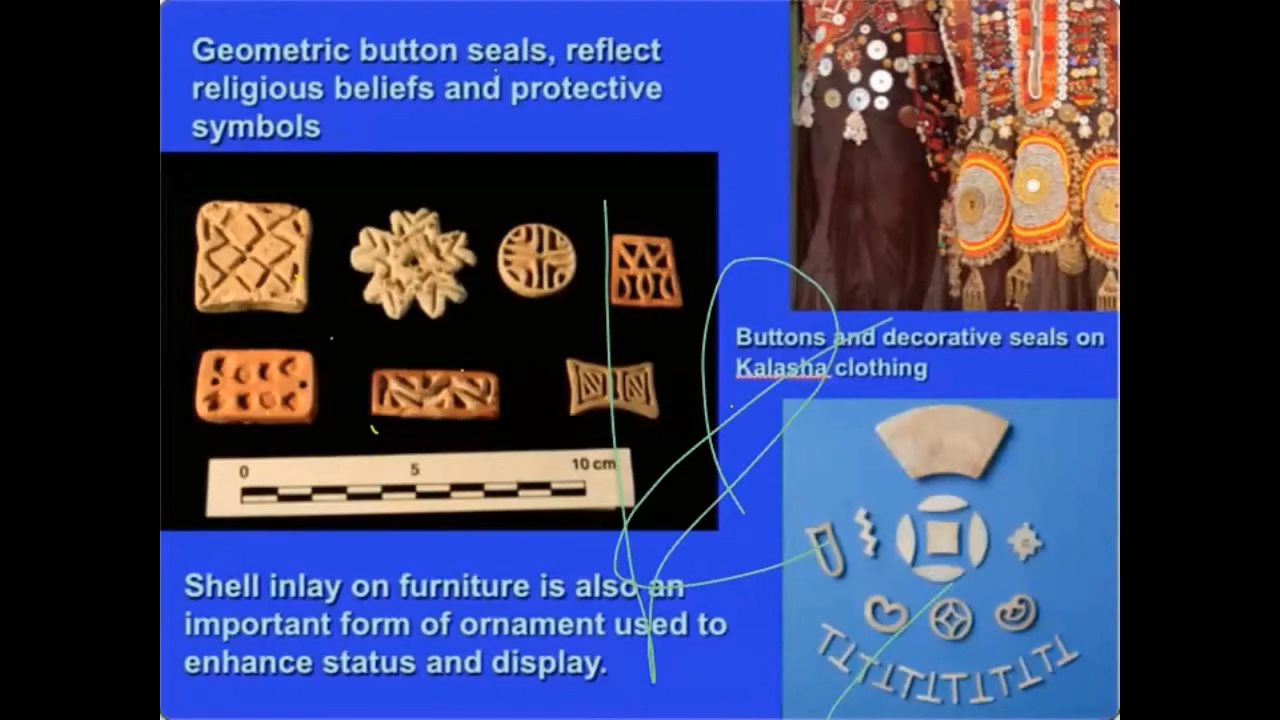 Geometric button seals, reflect
religious beliefs and protective
symbols
0 5 10 cm
Buttons and decorative seals on
Kalasha clothing
Shell inlay on furniture is also an
important form of ornament used to
enhance status and display.